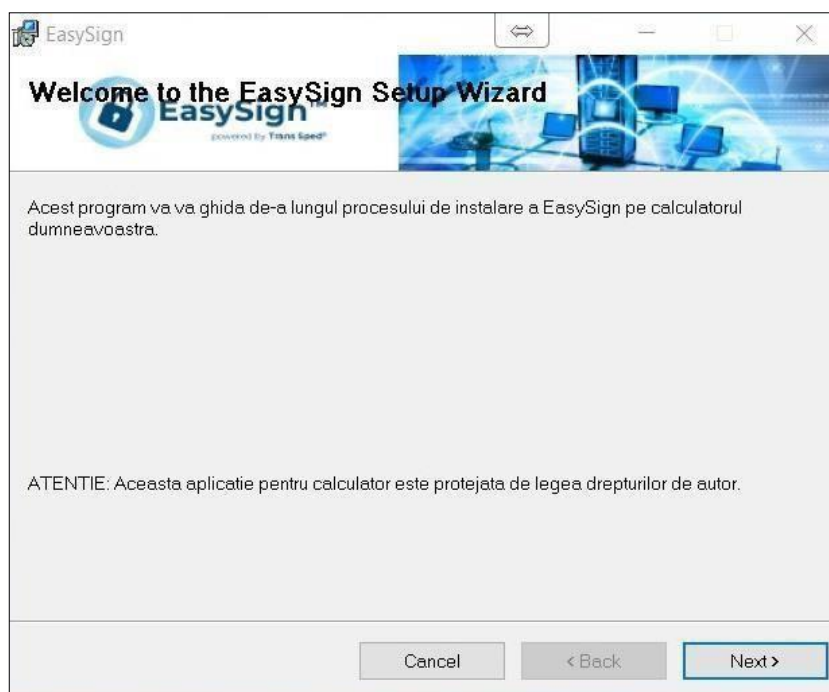 EasySign
Welcome to the EasySign Setup Wizard
EasySign™
powered by Trans Sped®
Acest program va va ghida de-a lungul procesului de instalare a EasySign pe calculatorul
dumneavoastra.
ATENTIE: Aceasta aplicatie pentru calculator este protejata de legea drepturilor de autor.
Cancel
< Back
Next >